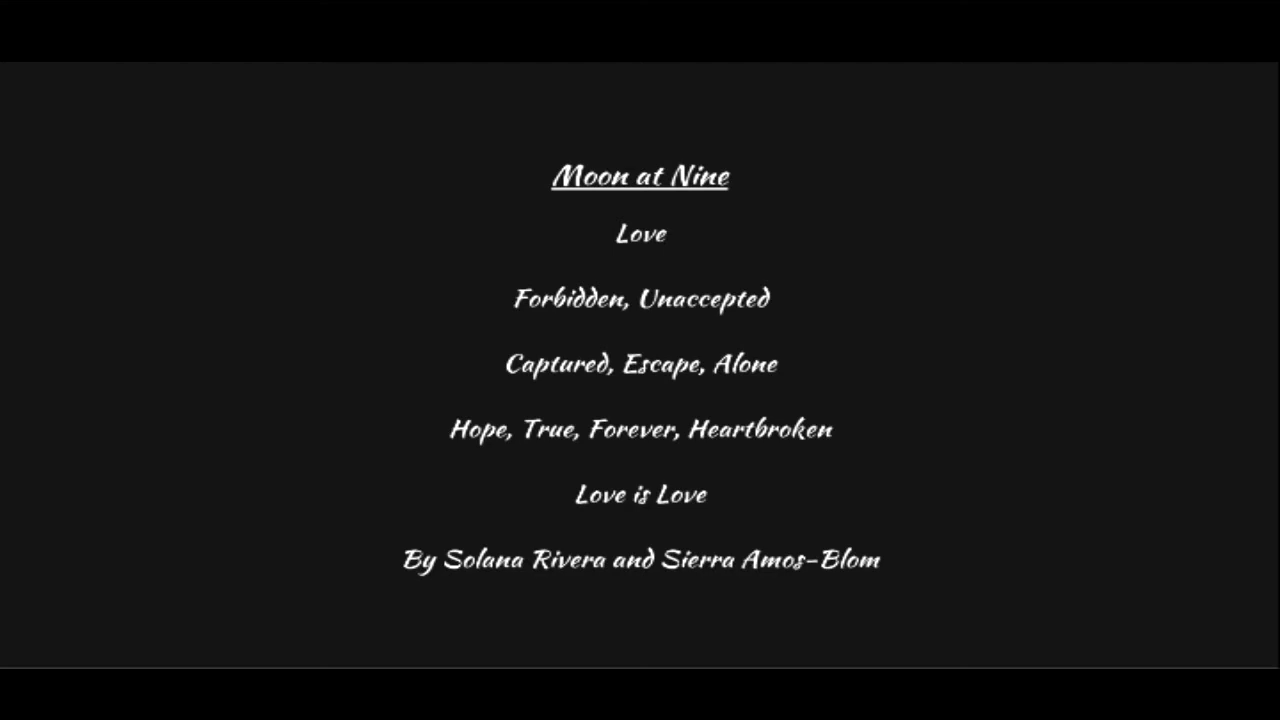 Moon at Nine
Love
Forbidden, Unaccepted
Captured, Escape, Alone
Hope, True, Forever, Heartbroken
Love is Love
By Solana Rivera and Sierra Amos-Blom